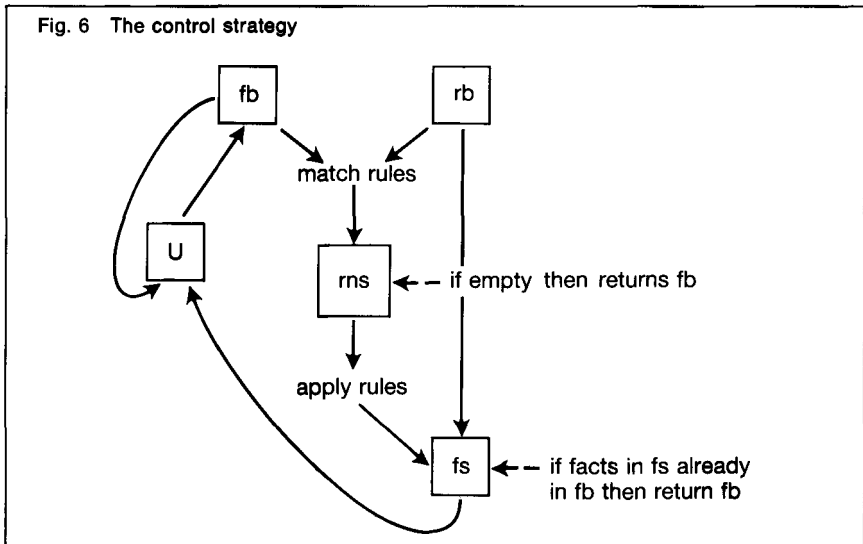 Fig. 6 The control strategy
fb
rb
match rules
U
rns
if empty then returns fb
apply rules
fs
if facts in fs already
in fb then return fb